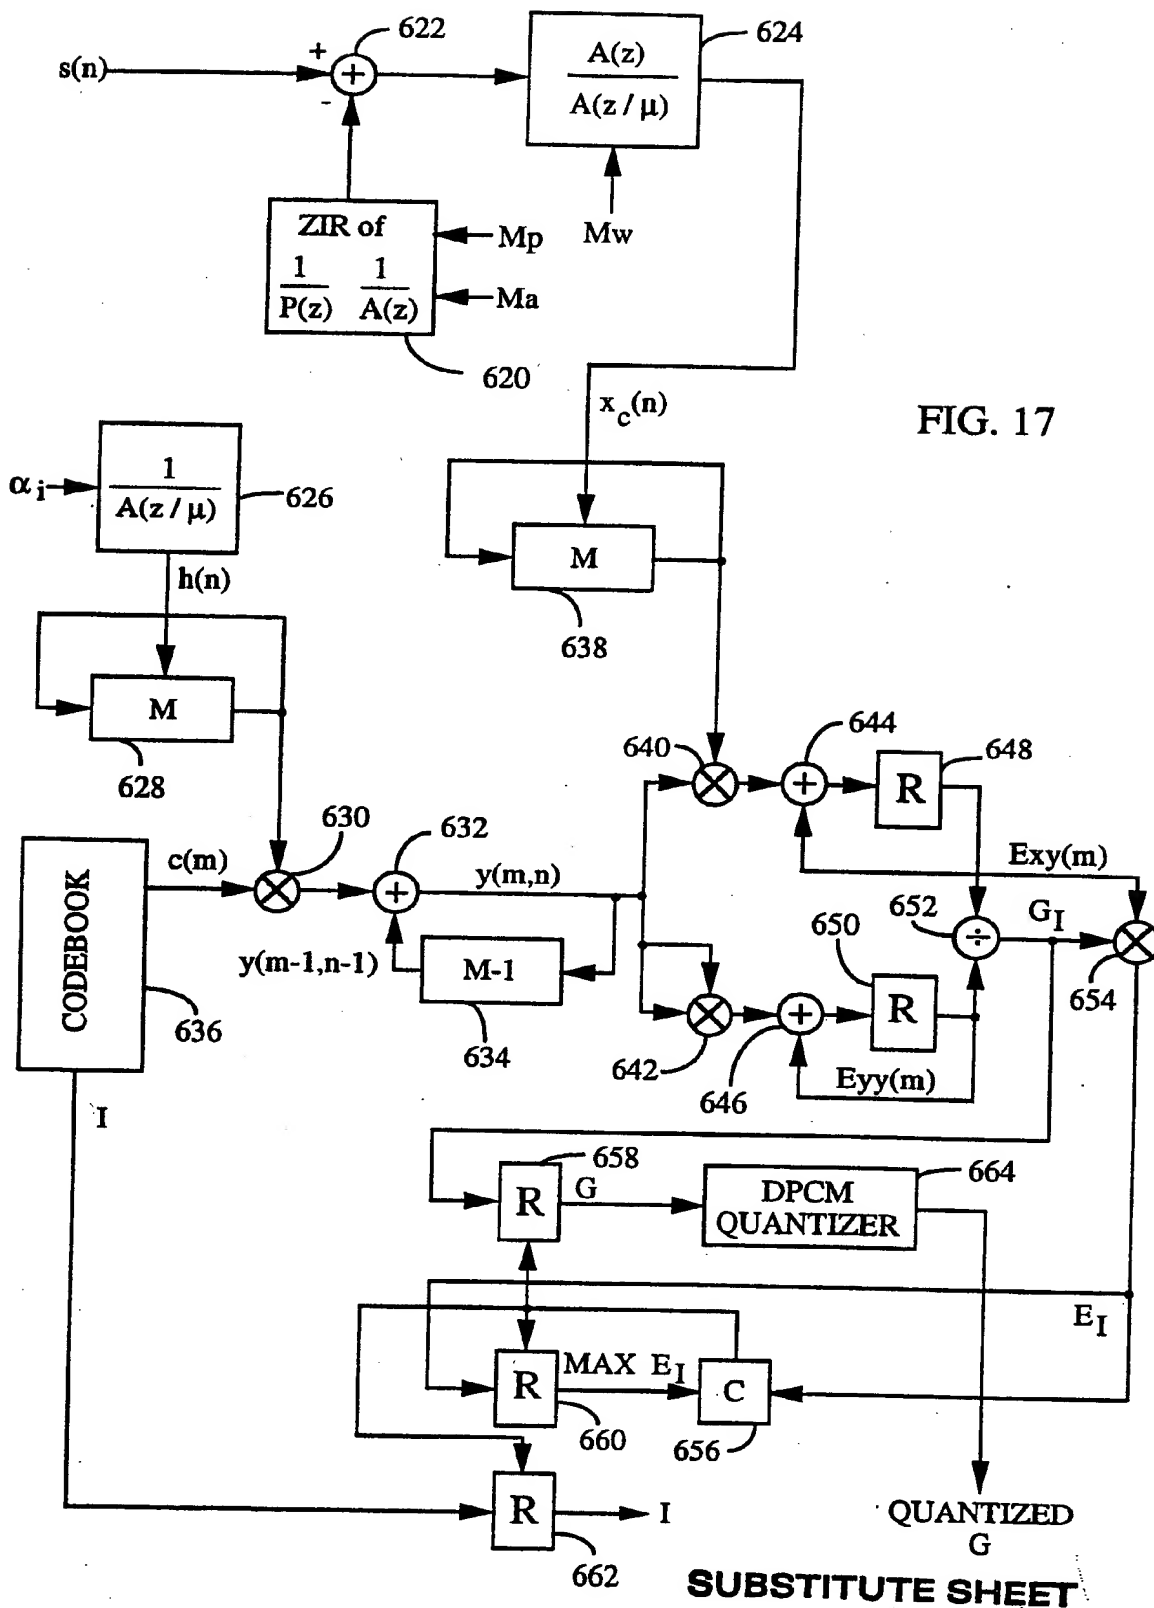 622
624
s(n)
+
+
-
A(z)
A(z / μ)
ZIR of
1
P(z)
1
A(z)
Mp
Ma
Mw
620
x_c(n)
FIG. 17
α_i
1
A(z / μ)
626
h(n)
M
638
M
628
640
644
648
R
630
632
CODEBOOK
c(m)
+
y(m,n)
+
Exy(m)
y(m-1,n-1)
M-1
634
636
652
÷
G_I
654
650
R
642
+
646
Eyy(m)
I
658
R
G
DPCM
QUANTIZER
664
E_I
R
MAX E_I
C
660
656
R
I
662
QUANTIZED
G
SUBSTITUTE SHEET